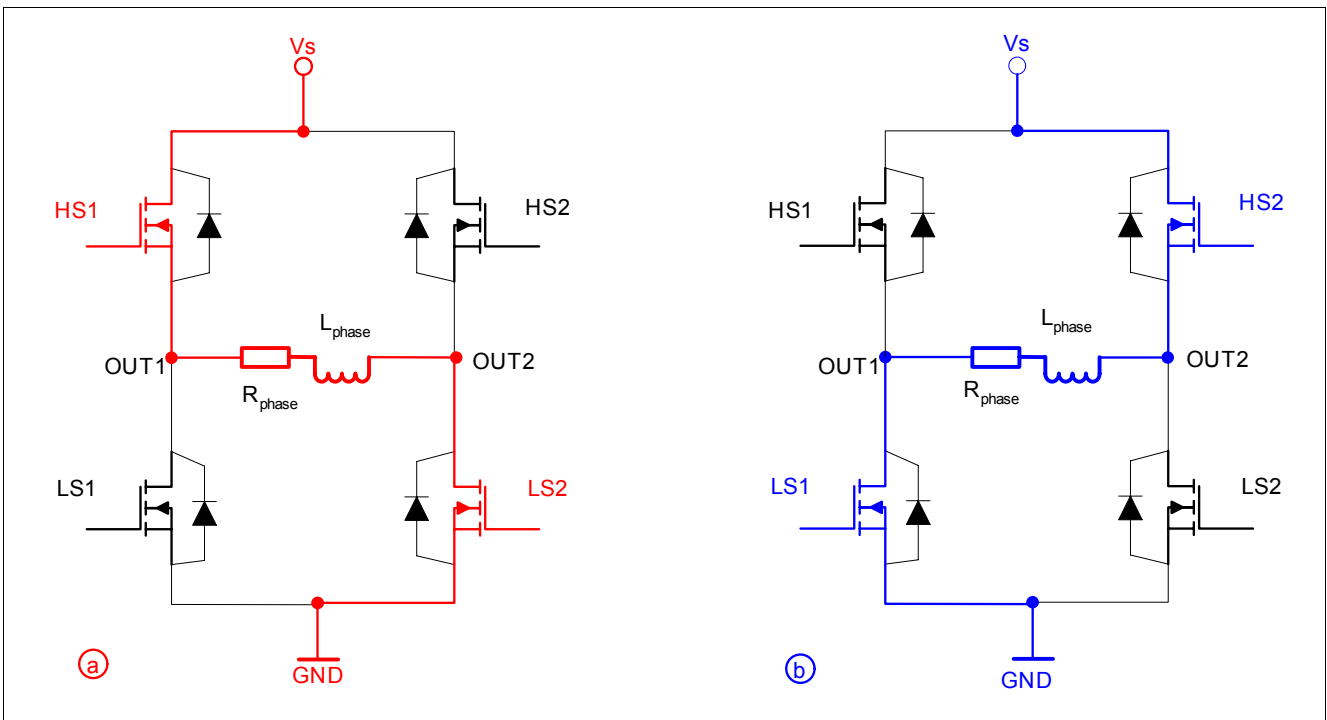 Vs
HS1
HS2
Lphase
OUT1
OUT2
Rphase
LS1
LS2
GND
a
Vs
HS1
HS2
Lphase
OUT1
OUT2
Rphase
LS1
LS2
GND
b